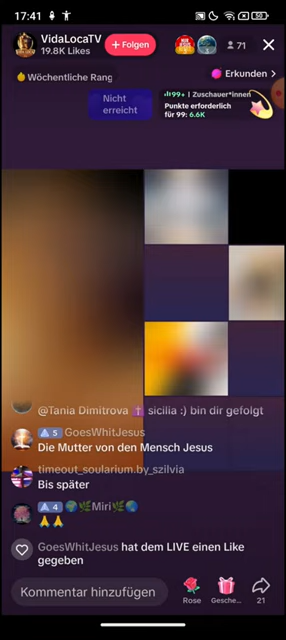 17:41
50
VidaLocaTV
19.8K Likes
+ Folgen
71
Wöchentliche Rang
Erkunden >
Nicht
erreicht
99+ | Zuschauer*innen
Punkte erforderlich
für 99: 6.6K
@Tania Dimitrova ✝️ sicilia :) bin dir gefolgt
5 GoesWhitJesus
Die Mutter von den Mensch Jesus
timeout_soularium.by_szilvia
Bis später
4 🌍🌿Miri🌿🌏
🙏🙏
GoesWhitJesus hat dem LIVE einen Like
gegeben
Kommentar hinzufügen
Rose
Gesche...
21